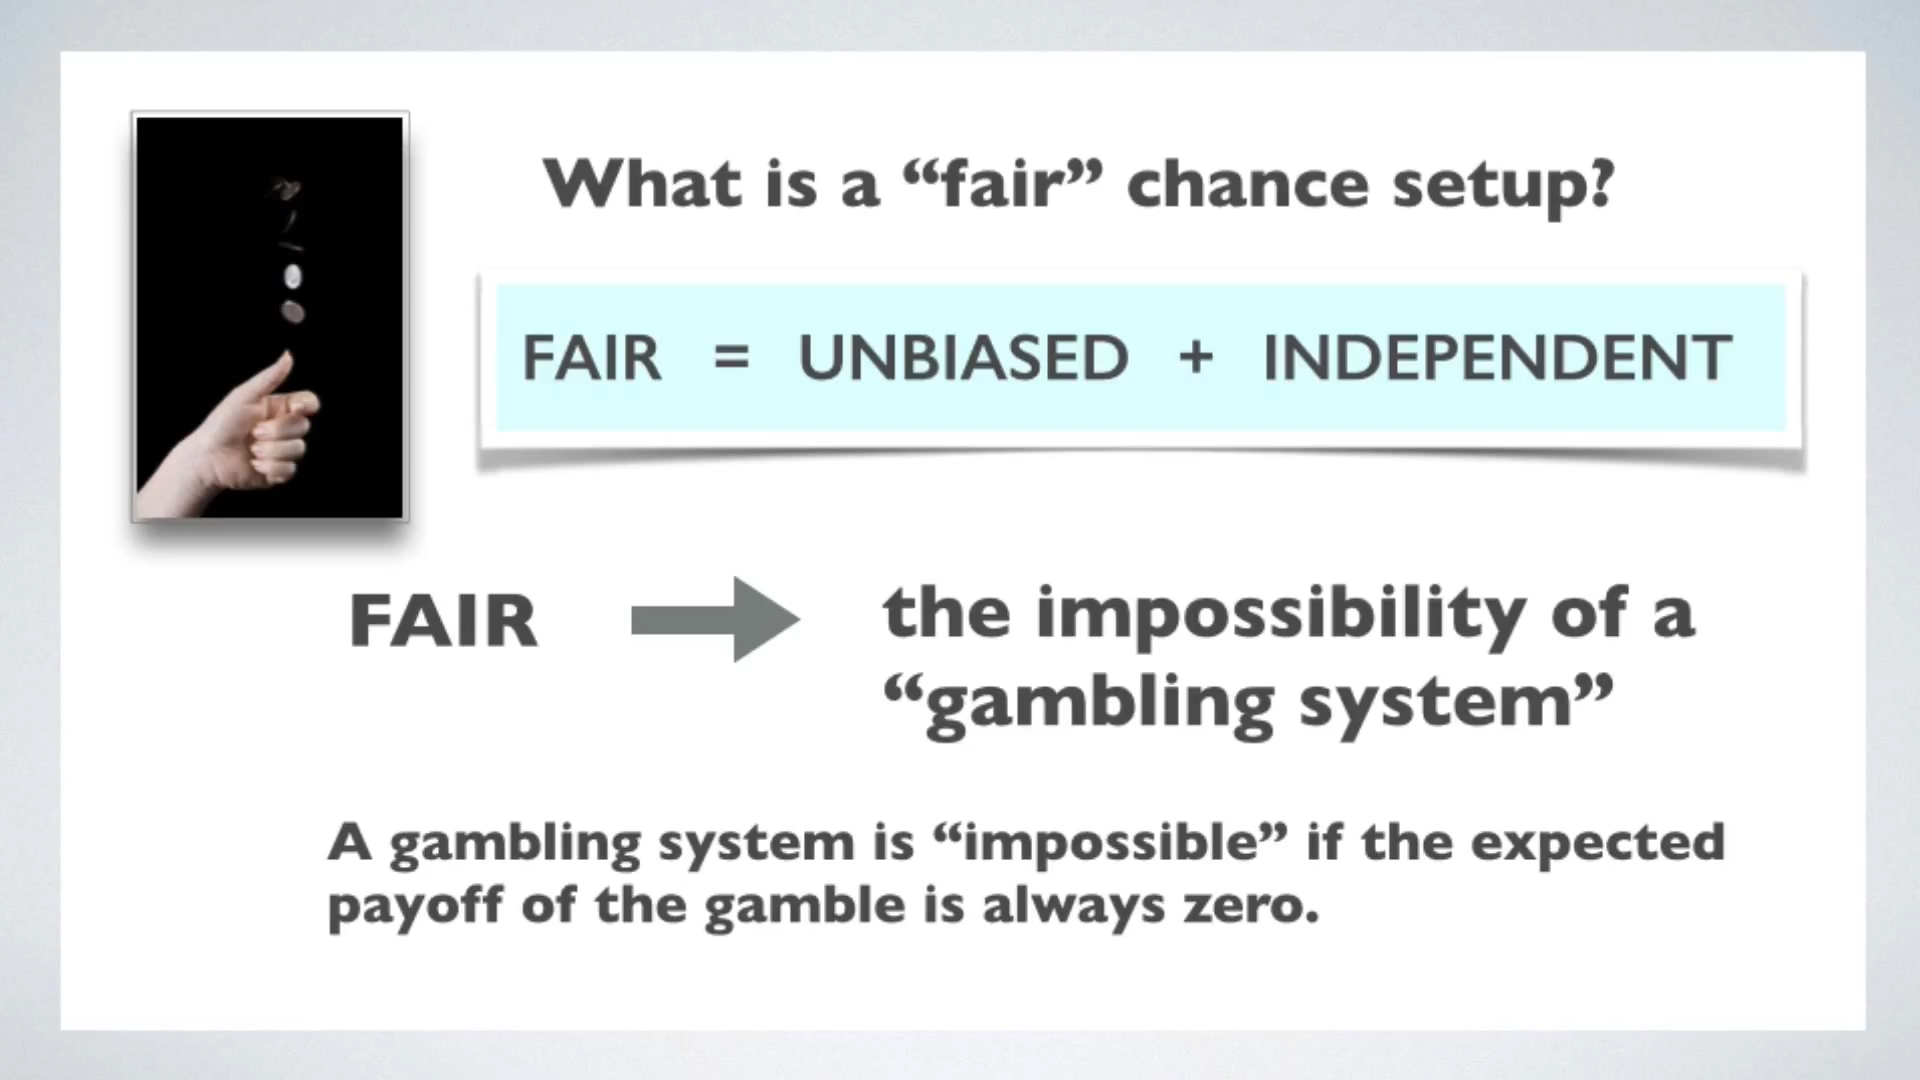 What is a “fair” chance setup?
FAIR = UNBIASED + INDEPENDENT
FAIR
the impossibility of a
“gambling system”
A gambling system is “impossible” if the expected
payoff of the gamble is always zero.